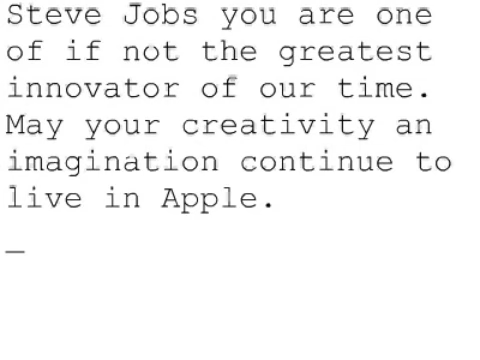 Steve Jobs you are one
of if not the greatest
innovator of our time.
May your creativity an
imagination continue to
live in Apple.
_